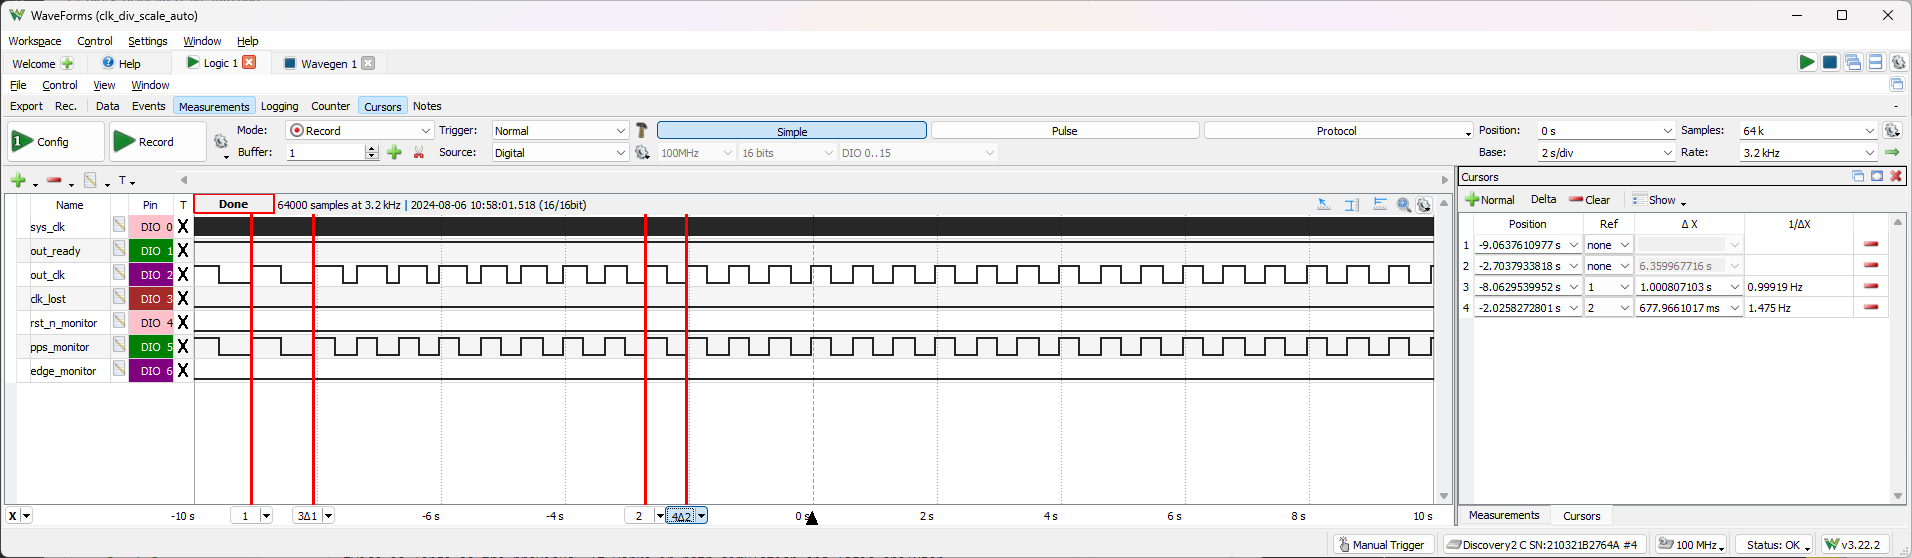 WaveForms (clk_div_scale_auto)
Workspace Control Settings Window Help
Welcome Help Logic 1 Wavegen 1
File Control View Window
Export Rec. Data Events Measurements Logging Counter Cursors Notes
1 Config Record Mode: Record Trigger: Normal Simple Pulse Protocol Position: 0 s Samples: 64 k
Buffer: 1 Source: Digital 100MHz 16 bits DIO 0..15 Base: 2 s/div Rate: 3.2 kHz
T
Name Pin T Done 64000 samples at 3.2 kHz | 2024-08-06 10:58:01.518 (16/16bit)
sys_clk DIO 0 X
out_ready DIO 1 X
out_clk DIO 2 X
clk_lost DIO 3 X
rst_n_monitor DIO 4 X
pps_monitor DIO 5 X
edge_monitor DIO 6 X
X -10 s 1 3Δ1 -6 s -4 s 2 4Δ2 0 s 2 s 4 s 6 s 8 s 10 s
Cursors
Normal Delta Clear Show
Position Ref Δ X 1/ΔX
1 -9.0637610977 s none
2 -2.7037933818 s none 6.359967716 s
3 -8.0629539952 s 1 1.000807103 s 0.99919 Hz
4 -2.0258272801 s 2 677.9661017 ms 1.475 Hz
Measurements Cursors
Manual Trigger Discovery2 C SN:210321B2764A #4 100 MHz Status: OK v3.22.2